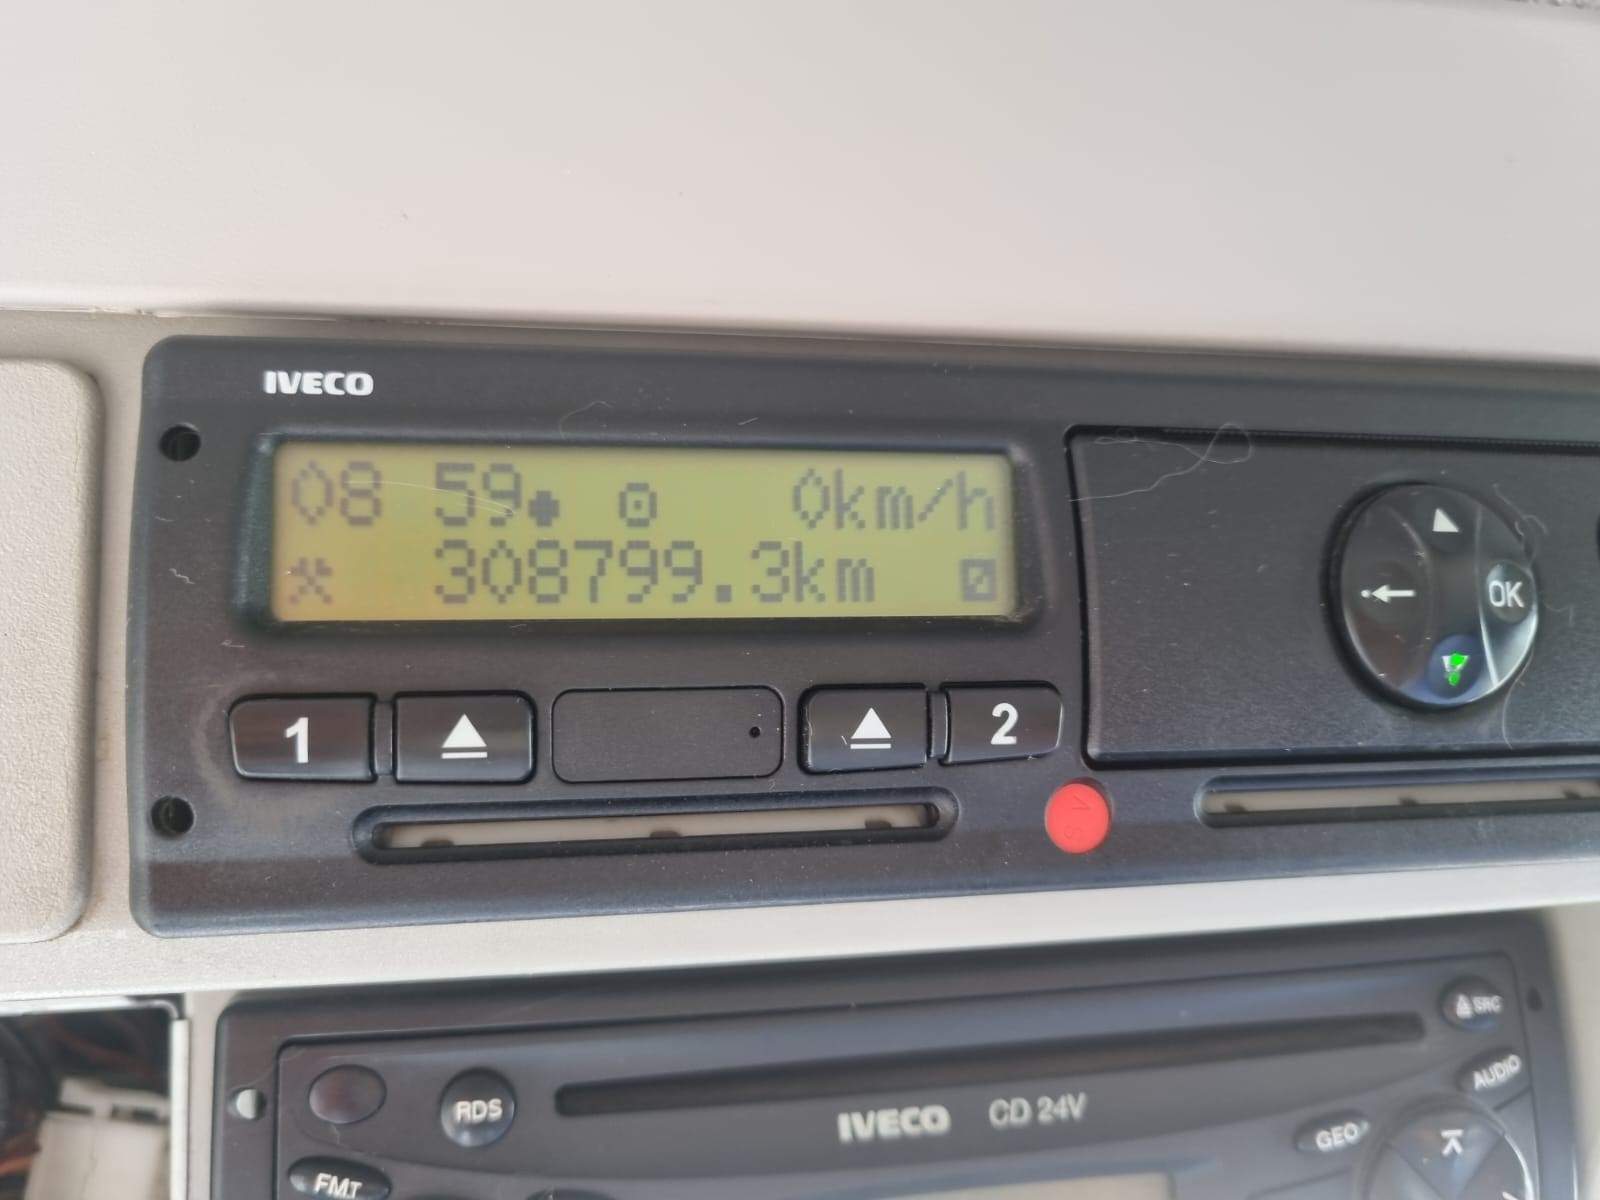 IVECO
08 59 0km/h
308799.3km
1 2
OK
SRC
AUDIO
RDS
IVECO CD 24V
GEO
FMT